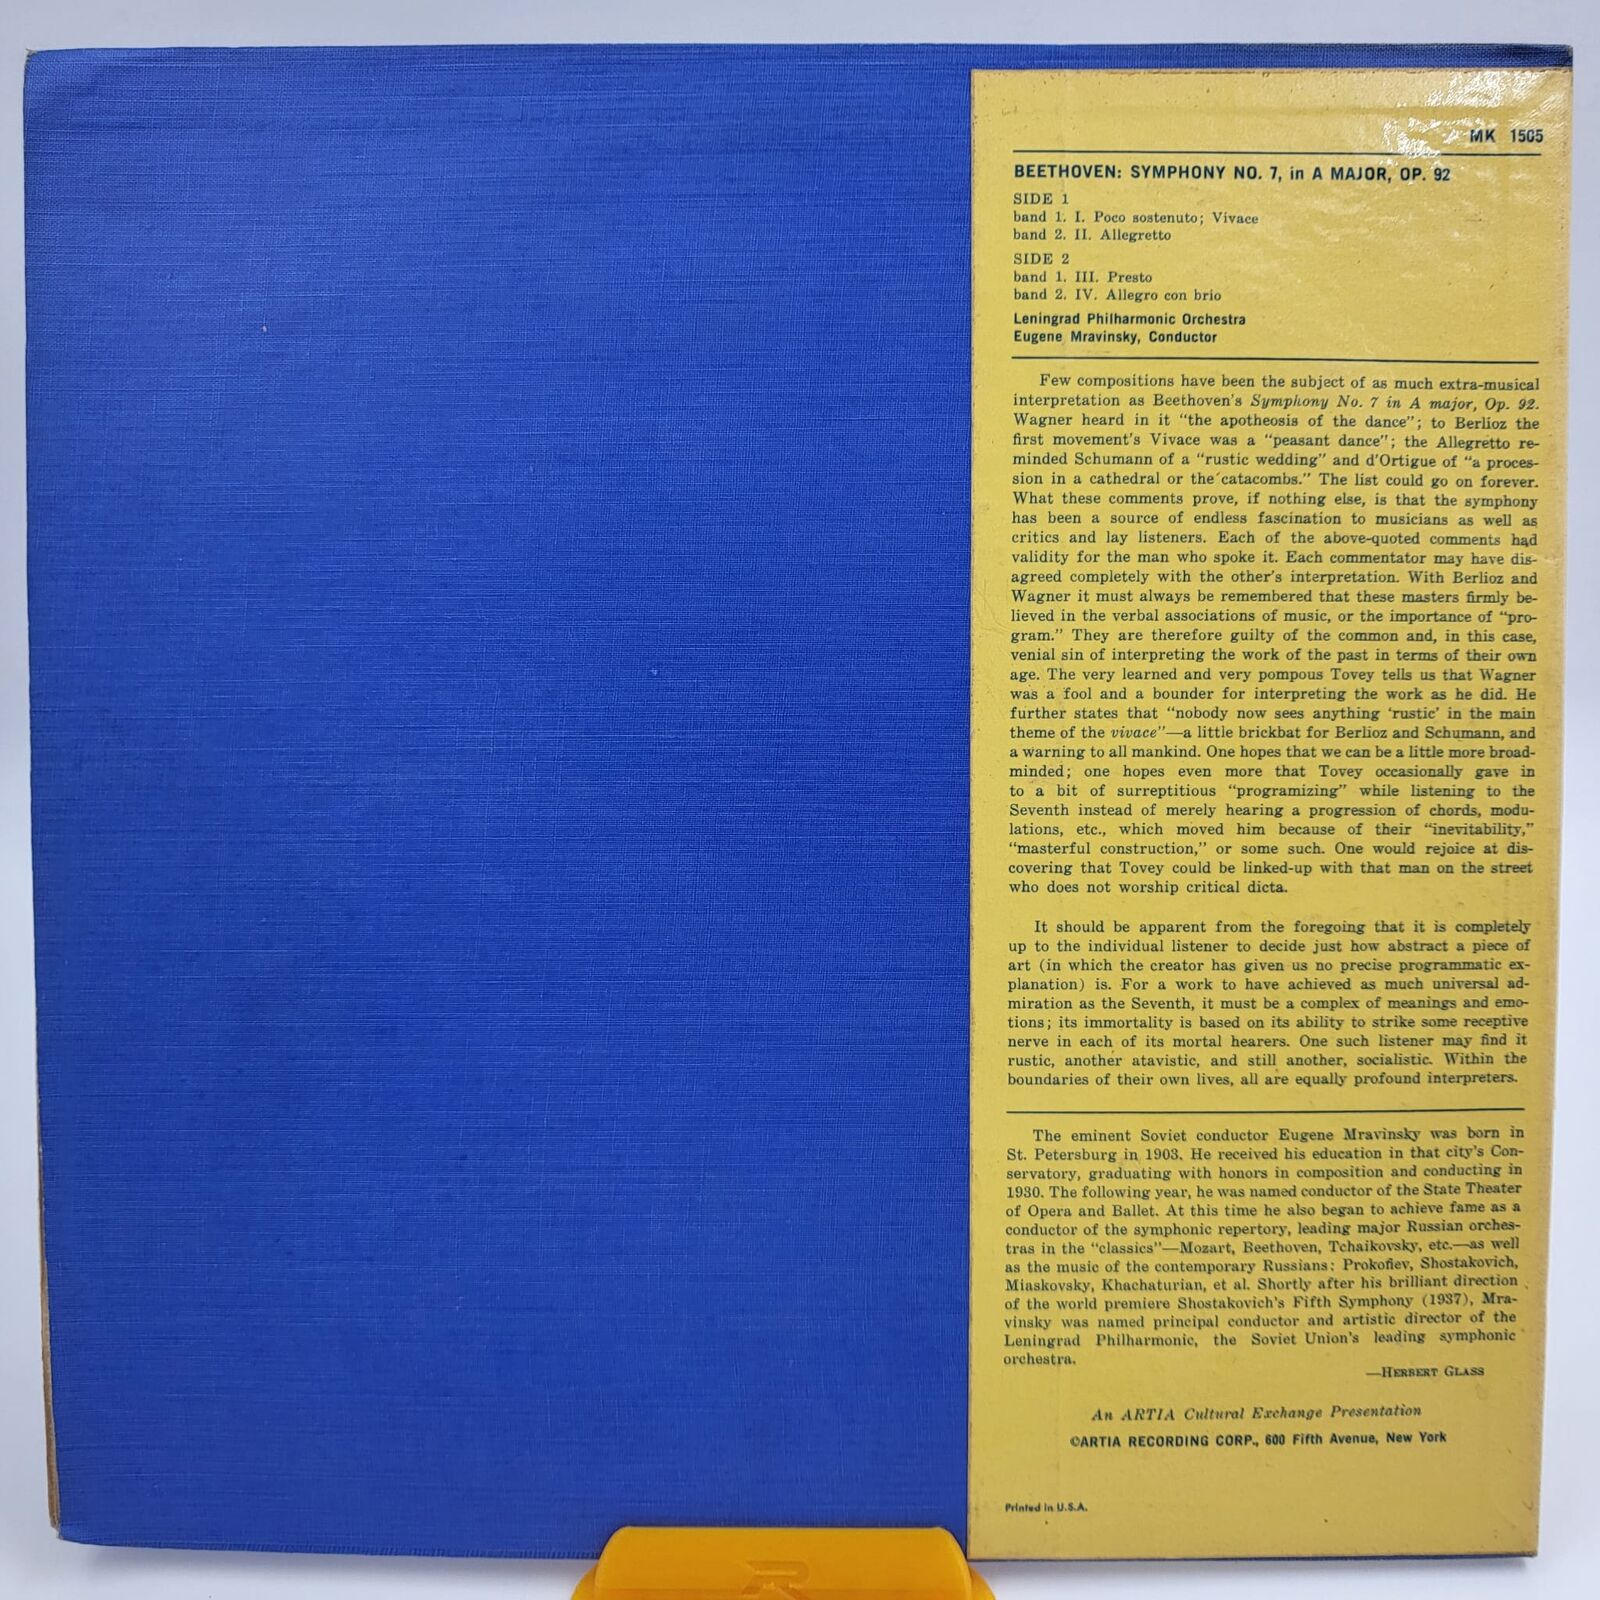 MK 1505
BEETHOVEN: SYMPHONY NO. 7, in A MAJOR, OP. 92
SIDE 1
band 1. I. Poco sostenuto; Vivace
band 2. II. Allegretto
SIDE 2
band 1. III. Presto
band 2. IV. Allegro con brio
Leningrad Philharmonic Orchestra
Eugene Mravinsky, Conductor
Few compositions have been the subject of as much extra-musical
interpretation as Beethoven's Symphony No. 7 in A major, Op. 92.
Wagner heard in it "the apotheosis of the dance"; to Berlioz the
first movement's Vivace was a "peasant dance"; the Allegretto re-
minded Schumann of a "rustic wedding" and d'Ortigue of "a proces-
sion in a cathedral or the catacombs." The list could go on forever.
What these comments prove, if nothing else, is that the symphony
has been a source of endless fascination to musicians as well as
critics and lay listeners. Each of the above-quoted comments had
validity for the man who spoke it. Each commentator may have dis-
agreed completely with the other's interpretation. With Berlioz and
Wagner it must always be remembered that these masters firmly be-
lieved in the verbal associations of music, or the importance of "pro-
gram." They are therefore guilty of the common and, in this case,
venial sin of interpreting the work of the past in terms of their own
age. The very learned and very pompous Tovey tells us that Wagner
was a fool and a bounder for interpreting the work as he did. He
further states that "nobody now sees anything 'rustic' in the main
theme of the vivace"—a little brickbat for Berlioz and Schumann, and
a warning to all mankind. One hopes that we can be a little more broad-
minded; one hopes even more that Tovey occasionally gave in
to a bit of surreptitious "programizing" while listening to the
Seventh instead of merely hearing a progression of chords, modu-
lations, etc., which moved him because of their "inevitability,"
"masterful construction," or some such. One would rejoice at dis-
covering that Tovey could be linked-up with that man on the street
who does not worship critical dicta.
It should be apparent from the foregoing that it is completely
up to the individual listener to decide just how abstract a piece of
art (in which the creator has given us no precise programmatic ex-
planation) is. For a work to have achieved as much universal ad-
miration as the Seventh, it must be a complex of meanings and emo-
tions; its immortality is based on its ability to strike some receptive
nerve in each of its mortal hearers. One such listener may find it
rustic, another atavistic, and still another, socialistic. Within the
boundaries of their own lives, all are equally profound interpreters.
The eminent Soviet conductor Eugene Mravinsky was born in
St. Petersburg in 1903. He received his education in that city's Con-
servatory, graduating with honors in composition and conducting in
1930. The following year, he was named conductor of the State Theater
of Opera and Ballet. At this time he also began to achieve fame as a
conductor of the symphonic repertory, leading major Russian orches-
tras in the "classics"—Mozart, Beethoven, Tchaikovsky, etc.—as well
as the music of the contemporary Russians: Prokofiev, Shostakovich,
Miaskovsky, Khachaturian, et al. Shortly after his brilliant direction
of the world premiere Shostakovich's Fifth Symphony (1937), Mra-
vinsky was named principal conductor and artistic director of the
Leningrad Philharmonic, the Soviet Union's leading symphonic
orchestra.
—HERBERT GLASS
An ARTIA Cultural Exchange Presentation
©ARTIA RECORDING CORP., 600 Fifth Avenue, New York
Printed in U.S.A.